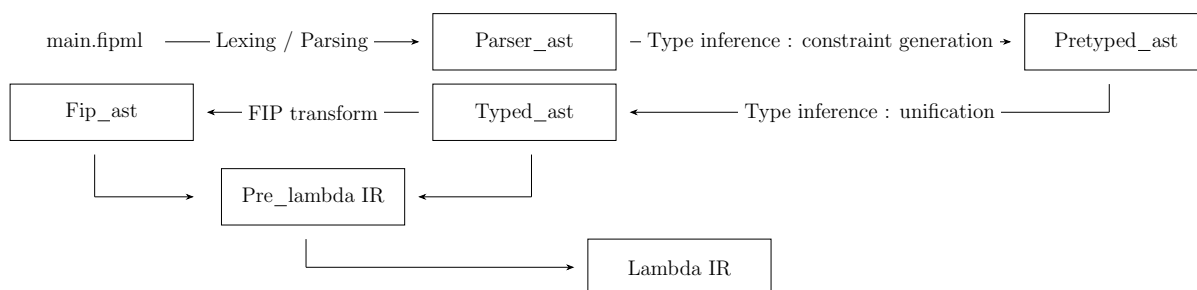 main.fipml Lexing / Parsing Parser_ast Type inference : constraint generation Pretyped_ast
Fip_ast FIP transform Typed_ast Type inference : unification
Pre_lambda IR
Lambda IR